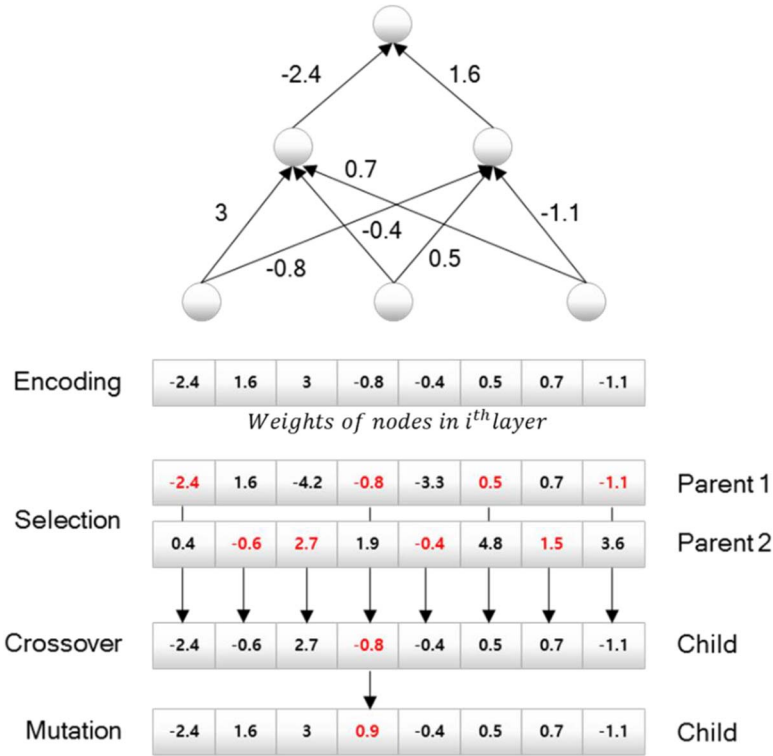 -2.4 1.6
0.7
3 -0.4 -1.1
-0.8 0.5
Encoding -2.4 1.6 3 -0.8 -0.4 0.5 0.7 -1.1
Weights of nodes in i^th layer
-2.4 1.6 -4.2 -0.8 -3.3 0.5 0.7 -1.1 Parent 1
Selection
0.4 -0.6 2.7 1.9 -0.4 4.8 1.5 3.6 Parent 2
Crossover -2.4 -0.6 2.7 -0.8 -0.4 0.5 0.7 -1.1 Child
Mutation -2.4 1.6 3 0.9 -0.4 0.5 0.7 -1.1 Child